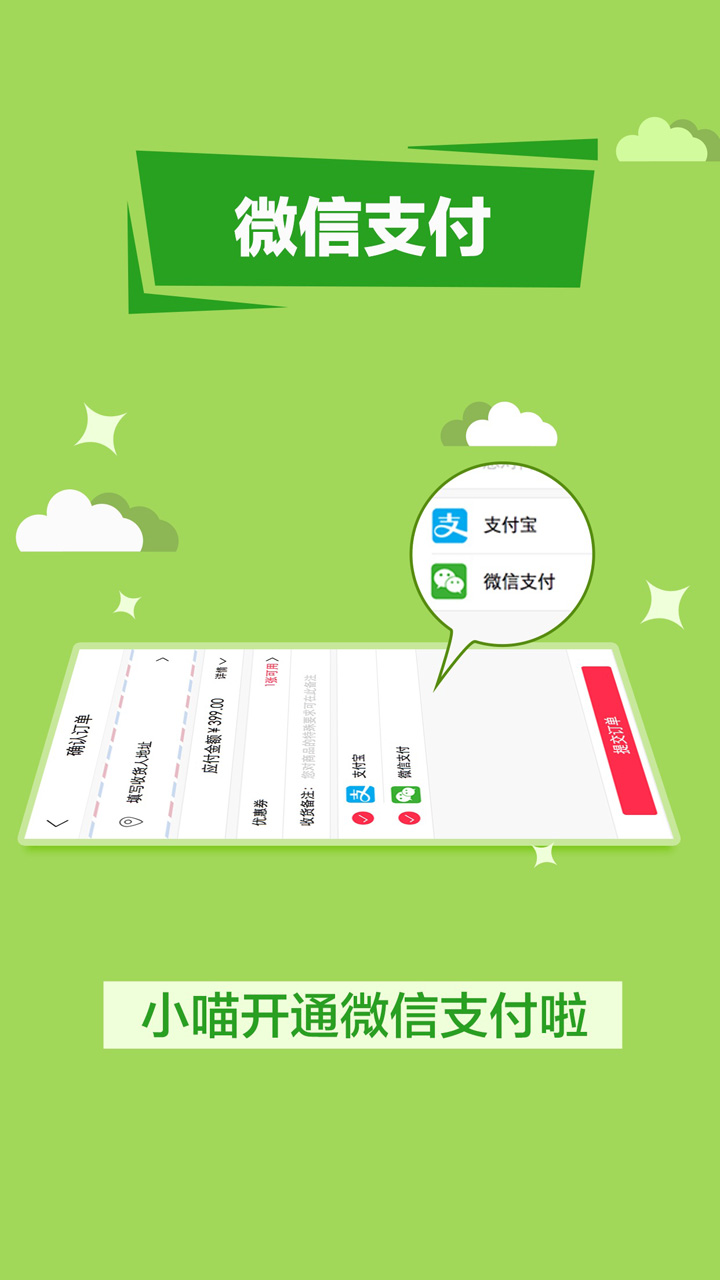 微信支付
支付宝
微信支付
确认订单
填写收货人地址
应付金额￥399.00
详情
优惠券
1张可用
收货备注：您对商品的特殊要求可在此备注
支付宝
微信支付
提交订单
小喵开通微信支付啦